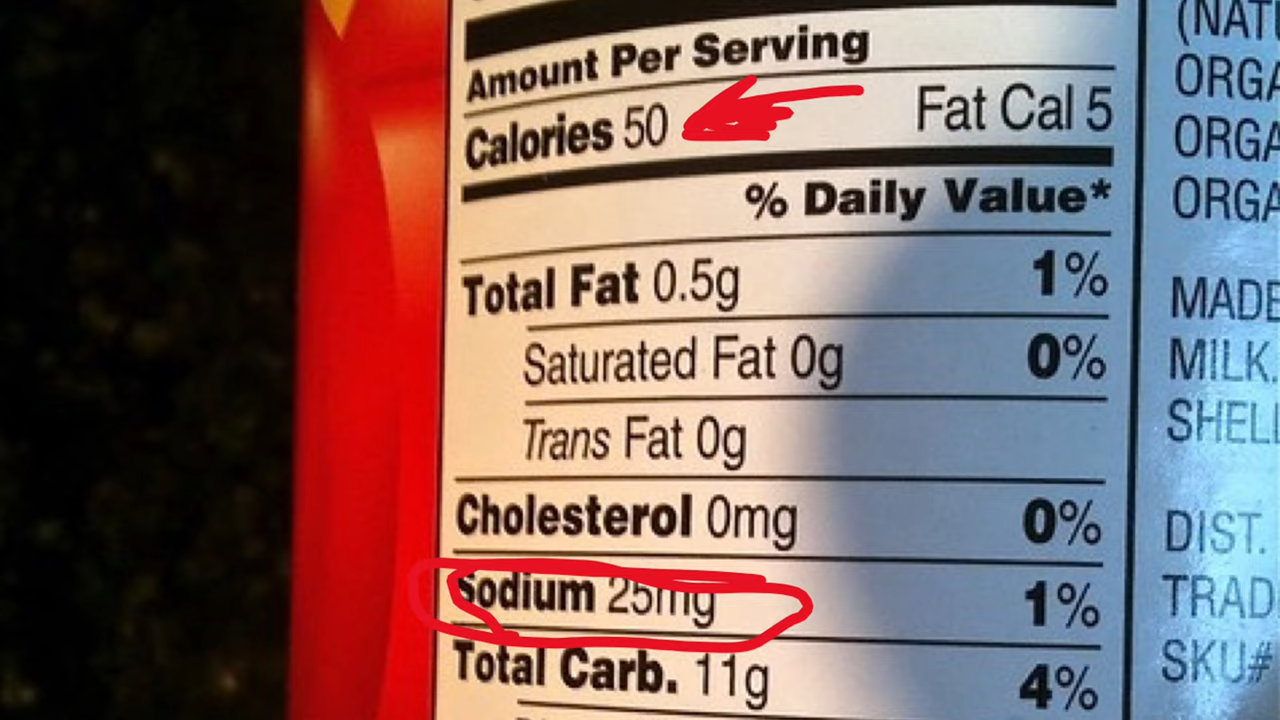 Amount Per Serving
Calories 50 Fat Cal 5
% Daily Value*
Total Fat 0.5g 1%
Saturated Fat 0g 0%
Trans Fat 0g
Cholesterol 0mg 0%
Sodium 25mg 1%
Total Carb. 11g 4%
ORGA
ORGA
ORGA
MADE
MILK.
SHELL
DIST.
TRAD
SKU#